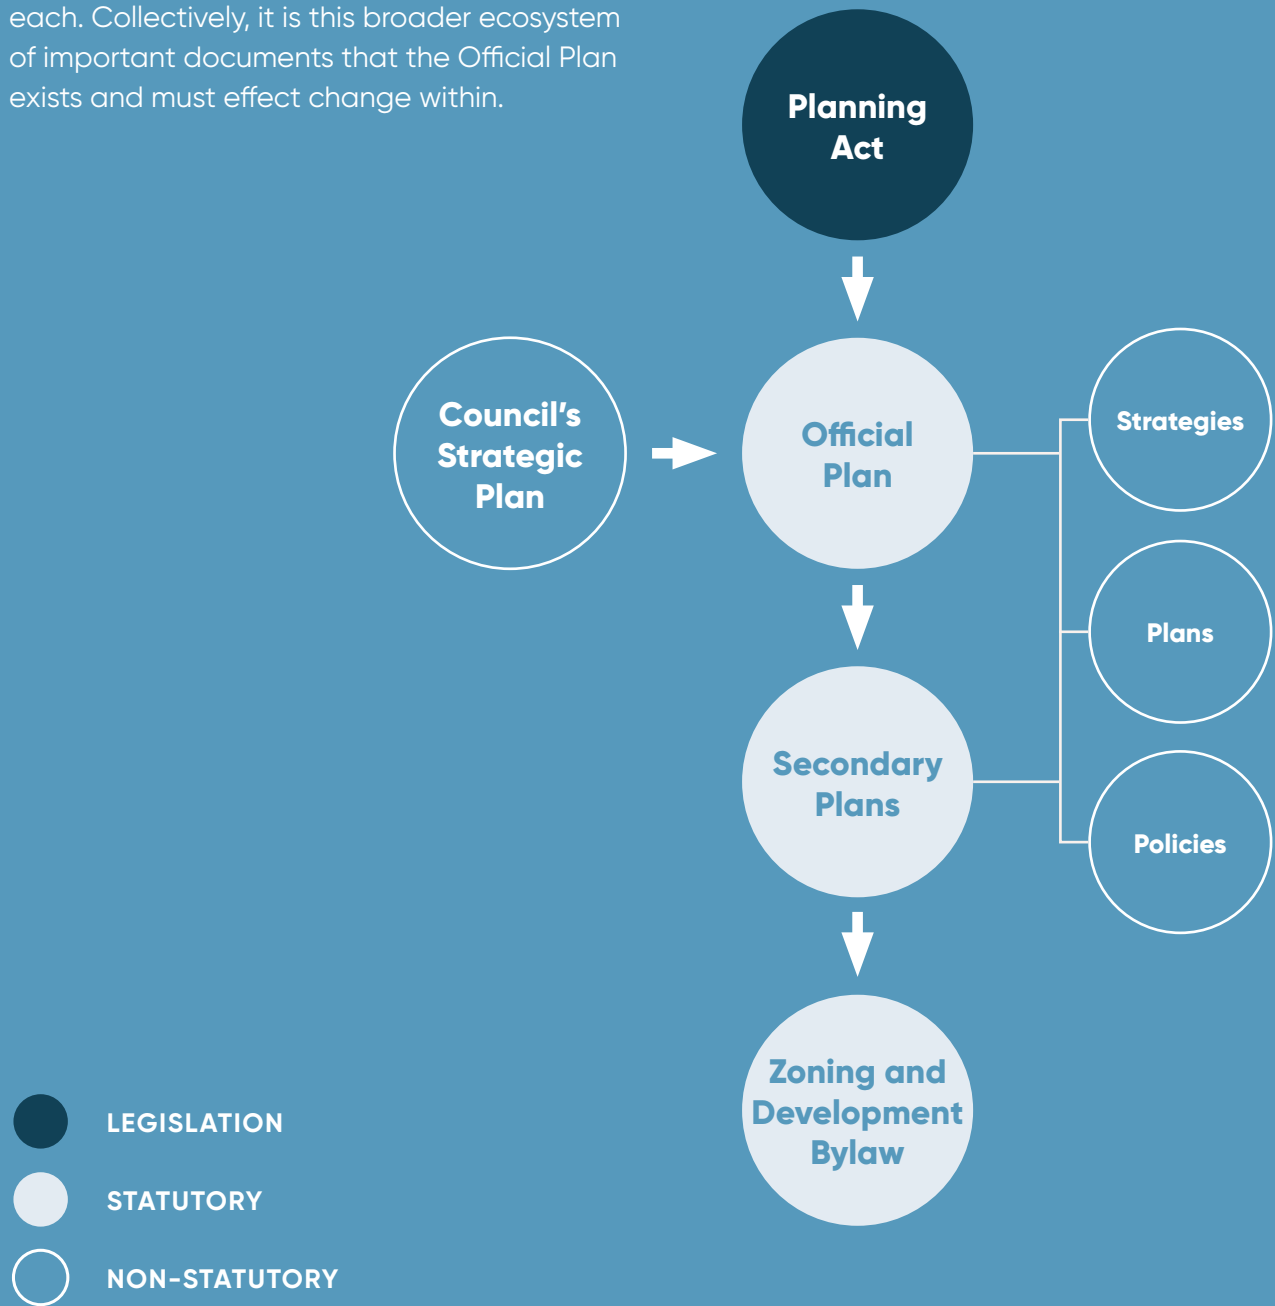 each. Collectively, it is this broader ecosystem
of important documents that the Official Plan
exists and must effect change within.
Planning
Act
Council's
Strategic
Plan
Official
Plan
Strategies
Plans
Secondary
Plans
Policies
Zoning and
Development
Bylaw
LEGISLATION
STATUTORY
NON-STATUTORY